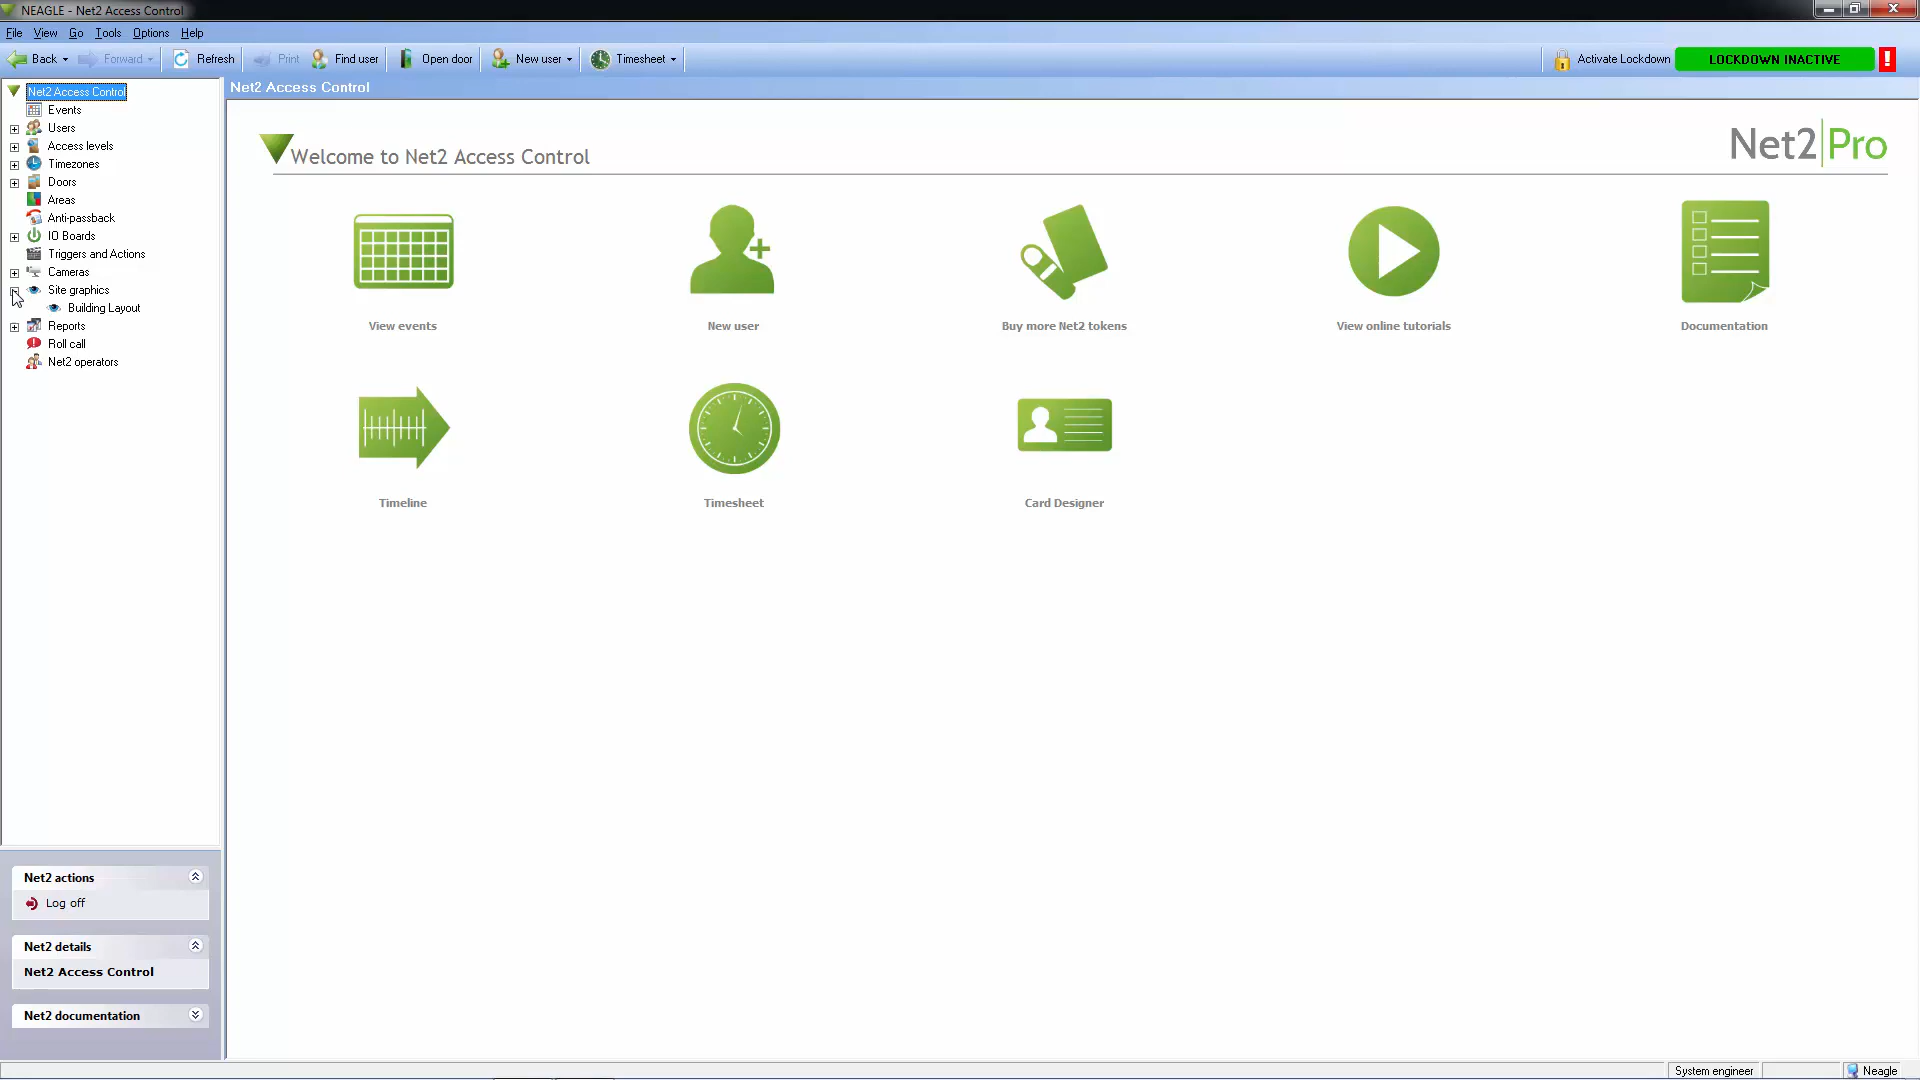 NEAGLE - Net2 Access Control
File View Go Tools Options Help
Back Forward Refresh Print Find user Open door New user Timesheet Activate Lockdown LOCKDOWN INACTIVE !
Net2 Access Control
Events
Users
Access levels
Timezones
Doors
Areas
Anti-passback
IO Boards
Triggers and Actions
Cameras
Site graphics
Building Layout
Reports
Roll call
Net2 operators
Net2 Access Control
Welcome to Net2 Access Control
Net2 Pro
View events New user Buy more Net2 tokens View online tutorials Documentation
Timeline Timesheet Card Designer
Net2 actions
Log off
Net2 details
Net2 Access Control
Net2 documentation
System engineer Neagle